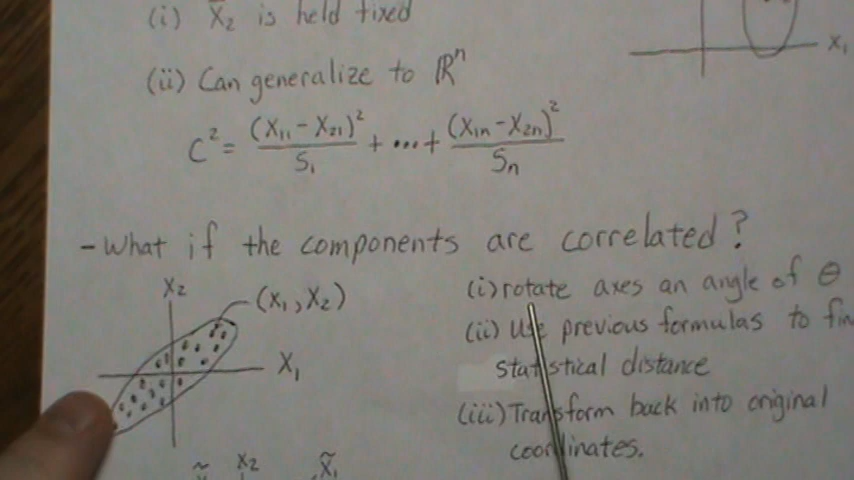 (i) X̄₂ is held fixed
X₁
(ii) Can generalize to ℝⁿ
C² = (X₁₁ - X₂₁)²/S₁ + ... + (X₁ₙ - X₂ₙ)²/Sₙ
- What if the components are correlated?
X₂
(X₁, X₂)
X₁
(i) rotate axes an angle of θ
(ii) Use previous formulas to fin
statistical distance
(iii) Transform back into original
coordinates.
X₂ X̃₁